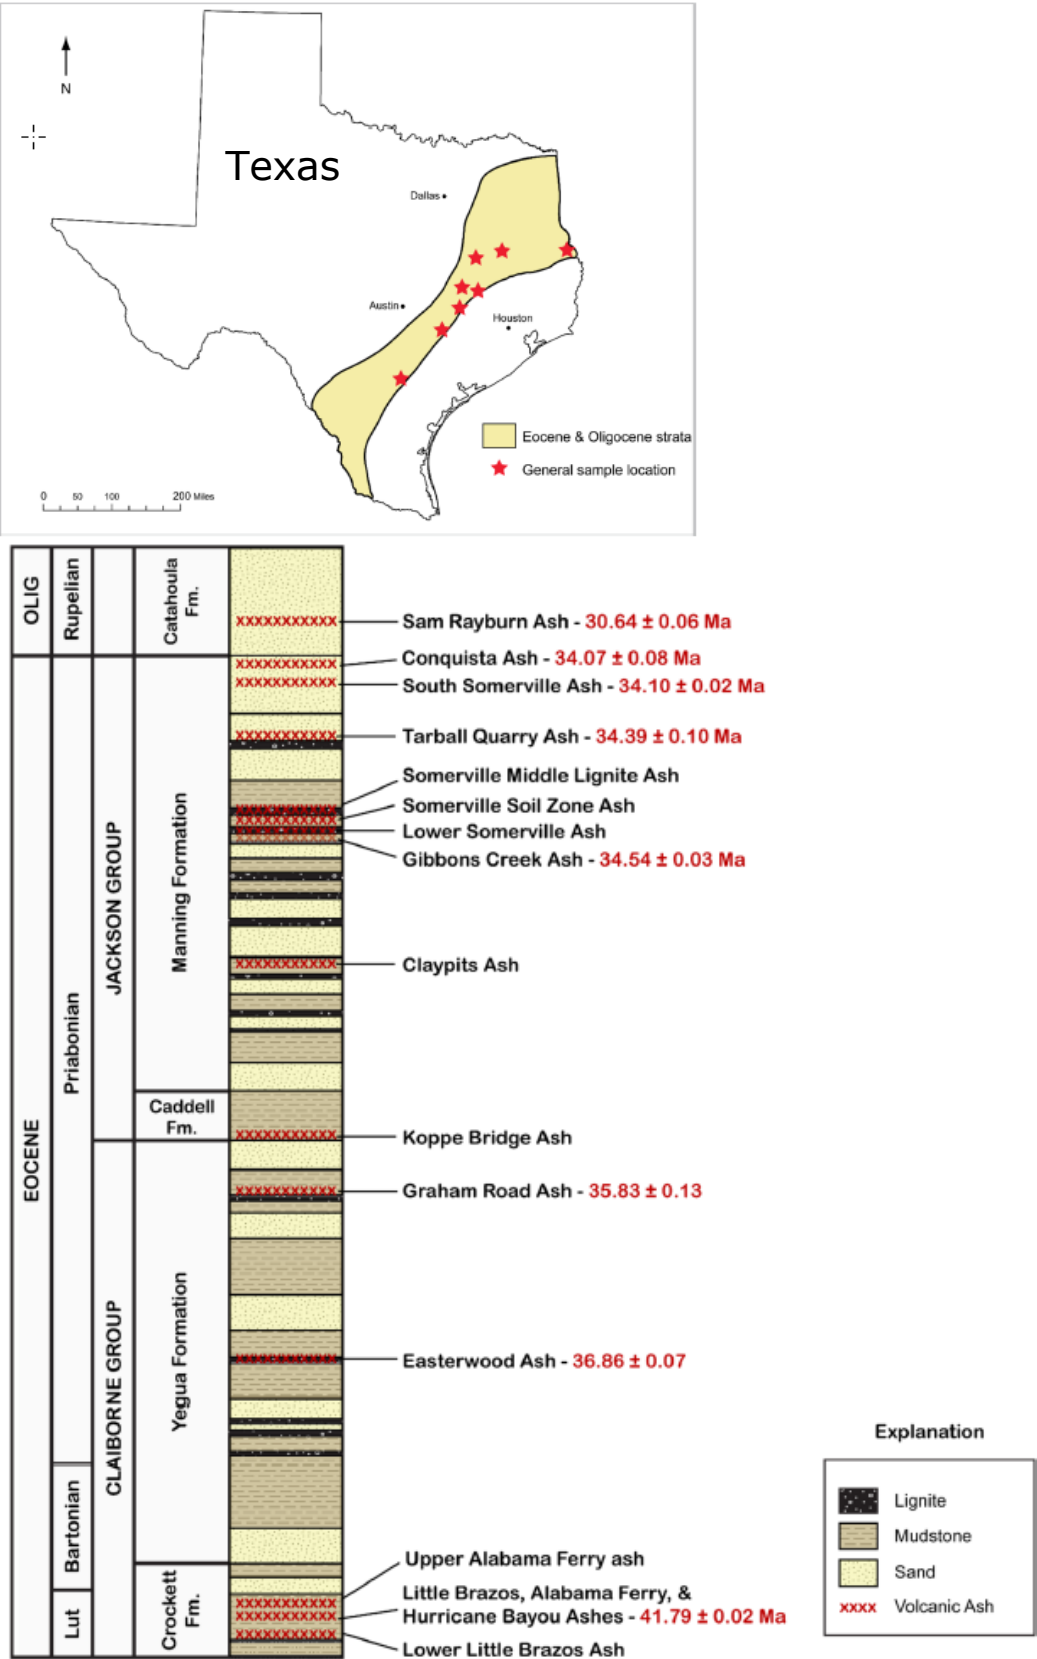 N
Texas
Dallas
Austin
Houston
Eocene & Oligocene strata
General sample location
0 50 100 200 Miles
OLIG
Rupelian
Catahoula
Fm.
Sam Rayburn Ash - 30.64 ± 0.06 Ma
Conquista Ash - 34.07 ± 0.08 Ma
South Somerville Ash - 34.10 ± 0.02 Ma
Tarball Quarry Ash - 34.39 ± 0.10 Ma
Somerville Middle Lignite Ash
Somerville Soil Zone Ash
Lower Somerville Ash
Gibbons Creek Ash - 34.54 ± 0.03 Ma
Claypits Ash
EOCENE
Priabonian
JACKSON GROUP
Manning Formation
Caddell
Fm.
Koppe Bridge Ash
Graham Road Ash - 35.83 ± 0.13
Easterwood Ash - 36.86 ± 0.07
CLAIBORNE GROUP
Yegua Formation
Bartonian
Lut
Crockett
Fm.
Upper Alabama Ferry ash
Little Brazos, Alabama Ferry, &
Hurricane Bayou Ashes - 41.79 ± 0.02 Ma
Lower Little Brazos Ash
Explanation
Lignite
Mudstone
Sand
xxxx Volcanic Ash